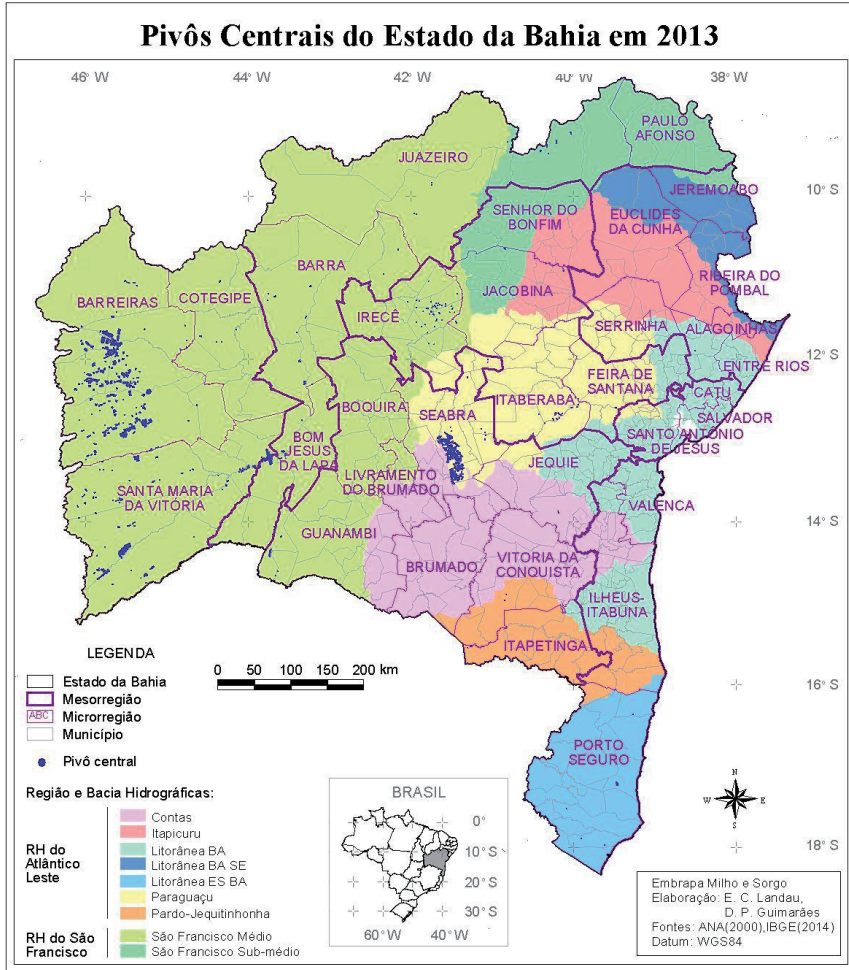 Pivôs Centrais do Estado da Bahia em 2013
46° W
44° W
42° W
40° W
38° W
PAULO
AFONSO
JUAZEIRO
10° S
JEREMOABO
SENHOR DO
BONFIM
EUCLIDES
DA CUNHA
BARRA
RIBEIRA DO
POMBAL
BARREIRAS
COTEGIPE
JACOBINA
IRECÊ
SERRINHA
ALAGOINHAS
12° S
ENTRE RIOS
FEIRA DE
SANTANA
ITABERABA
CATU
BOQUIRA
SEABRA
SALVADOR
SANTO ANTÔNIO
DE JESUS
BOM
JESUS
DA LAPA
JEQUIE
LIVRAMENTO
DO BRUMADO
SANTA MARIA
DA VITÓRIA
VALENCA
14° S
GUANAMBI
BRUMADO
VITORIA DA
CONQUISTA
ILHEUS-
ITABUNA
ITAPETINGA
16° S
PORTO
SEGURO
18° S
LEGENDA
Estado da Bahia
Mesorregião
ABC Microrregião
Município
Pivô central
0 50 100 150 200 km
Região e Bacia Hidrográficas:
RH do
Atlântico
Leste
Contas
Itapicuru
Litorânea BA
Litorânea BA SE
Litorânea ES BA
Paraguaçu
Pardo-Jequitinhonha
RH do São
Francisco
São Francisco Médio
São Francisco Sub-médio
BRASIL
0°
10° S
20° S
30° S
60° W 40° W
N
W E
S
Embrapa Milho e Sorgo
Elaboração: E. C. Landau,
D. P. Guimarães
Fontes: ANA(2000),IBGE(2014)
Datum: WGS84